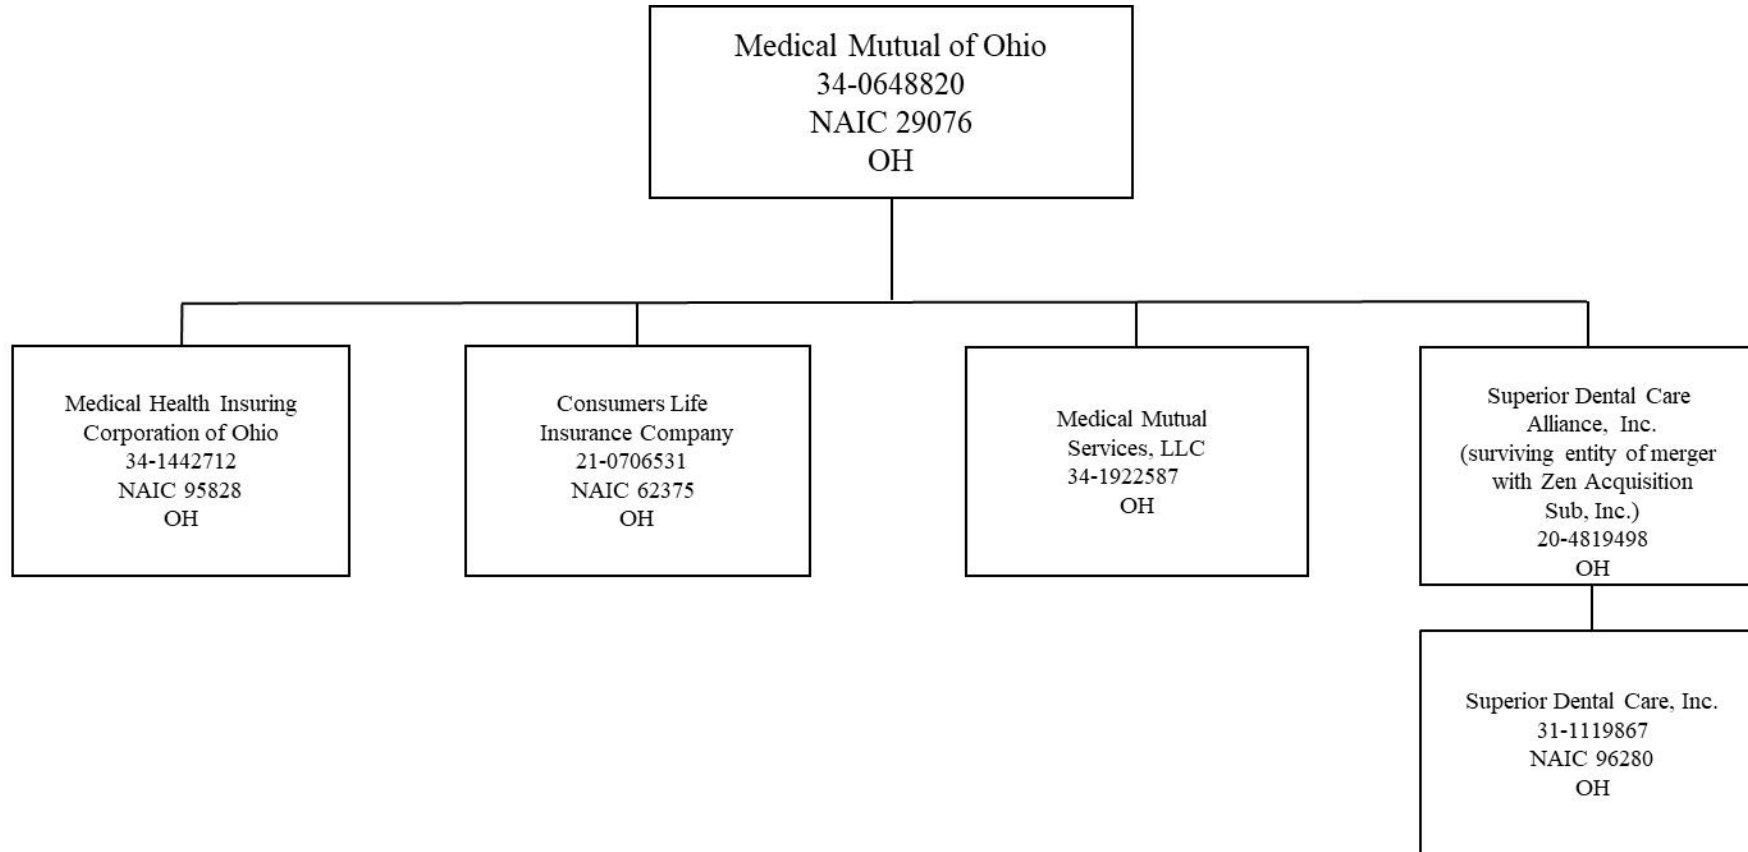 Medical Mutual of Ohio
34-0648820
NAIC 29076
OH
Medical Health Insuring
Corporation of Ohio
34-1442712
NAIC 95828
OH
Consumers Life
Insurance Company
21-0706531
NAIC 62375
OH
Medical Mutual
Services, LLC
34-1922587
OH
Superior Dental Care
Alliance, Inc.
(surviving entity of merger
with Zen Acquisition
Sub, Inc.)
20-4819498
OH
Superior Dental Care, Inc.
31-1119867
NAIC 96280
OH